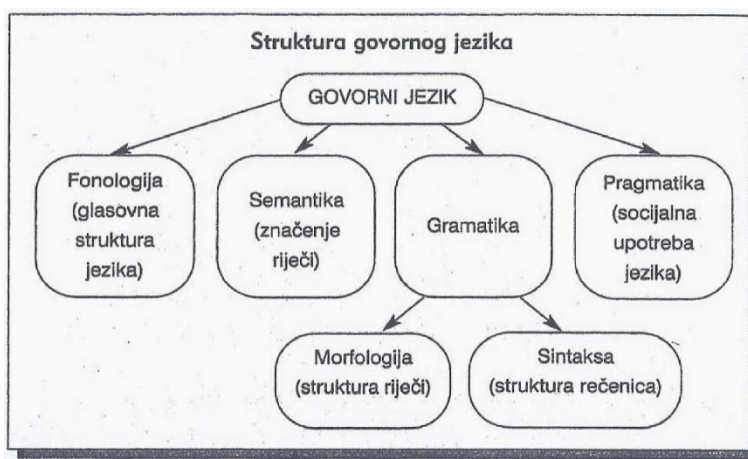 Struktura govornog jezika
GOVORNI JEZIK
Fonologija
(glasovna
struktura
jezika)
Semantika
(značenje
riječi)
Gramatika
Pragmatika
(socijalna
upotreba
jezika)
Morfologija
(struktura riječi)
Sintaksa
(struktura rečenica)